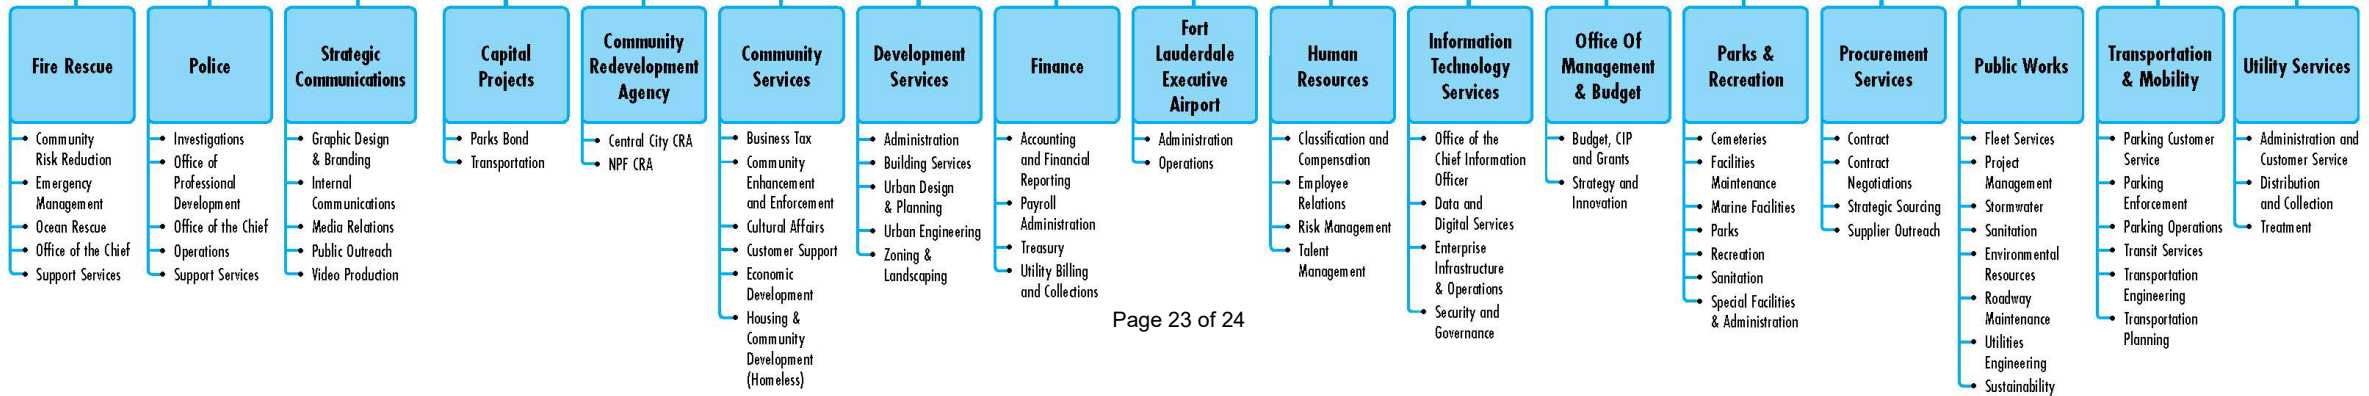 Fire Rescue
Community
Risk Reduction
Emergency
Management
Ocean Rescue
Office of the Chief
Support Services
Police
Investigations
Office of
Professional
Development
Office of the Chief
Operations
Support Services
Strategic
Communications
Graphic Design
& Branding
Internal
Communications
Media Relations
Public Outreach
Video Production
Capital
Projects
Parks Bond
Transportation
Community
Redevelopment
Agency
Central City CRA
NPF CRA
Community
Services
Business Tax
Community
Enhancement
and Enforcement
Cultural Affairs
Customer Support
Economic
Development
Housing &
Community
Development
(Homeless)
Development
Services
Administration
Building Services
Urban Design
& Planning
Urban Engineering
Zoning &
Landscaping
Finance
Accounting
and Financial
Reporting
Payroll
Administration
Treasury
Utility Billing
and Collections
Fort
Lauderdale
Executive
Airport
Administration
Operations
Human
Resources
Classification and
Compensation
Employee
Relations
Risk Management
Talent
Management
Information
Technology
Services
Office of the
Chief Information
Officer
Data and
Digital Services
Enterprise
Infrastructure
& Operations
Security and
Governance
Office Of
Management
& Budget
Budget, CIP
and Grants
Strategy and
Innovation
Parks &
Recreation
Cemeteries
Facilities
Maintenance
Marine Facilities
Parks
Recreation
Sanitation
Special Facilities
& Administration
Procurement
Services
Contract
Contract
Negotiations
Strategic Sourcing
Supplier Outreach
Public Works
Fleet Services
Project
Management
Stormwater
Sanitation
Environmental
Resources
Roadway
Maintenance
Utilities
Engineering
Sustainability
Transportation
& Mobility
Parking Customer
Service
Parking
Enforcement
Parking Operations
Transit Services
Transportation
Engineering
Transportation
Planning
Utility Services
Administration and
Customer Service
Distribution
and Collection
Treatment
Page 23 of 24